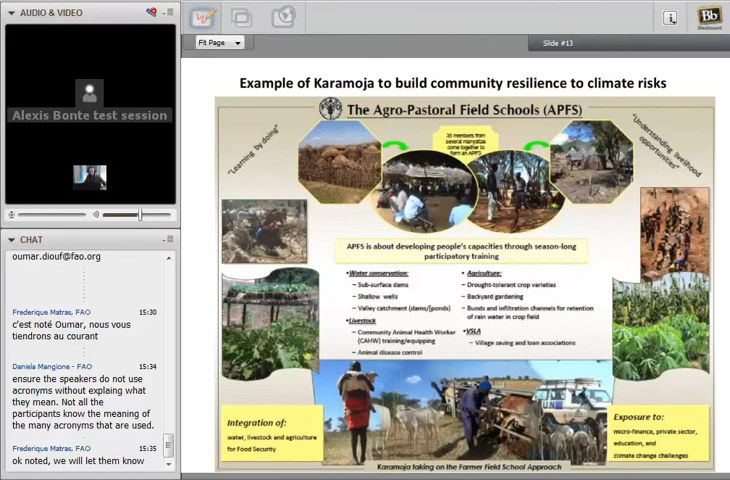 AUDIO & VIDEO
Alexis Bonte test session
CHAT
oumar.diouf@fao.org
Frederique Matras, FAO 15:30
c'est noté Oumar, nous vous
tiendrons au courant
Daniela Mangione - FAO 15:34
ensure the speakers do not use
acronyms without explaing what
they mean. Not all the
participants know the meaning of
the many acronyms that are used.
Frederique Matras, FAO 15:35
ok noted, we will let them know
Fit Page
Slide #13
Bb
Blackboard
Example of Karamoja to build community resilience to climate risks
The Agro-Pastoral Field Schools (APFS)
"Learning by doing"
35 members from
several manyattas
come together to
form an APFS
"Understanding livelihood
opportunities"
APFS is about developing people's capacities through season-long
participatory training
•Water conservation:
– Sub-surface dams
– Shallow wells
– Valley catchment (dams/ponds)
•Livestock
– Community Animal Health Worker
(CAHW) training/equipping
– Animal disease control
•Agriculture:
– Drought-tolerant crop varieties
– Backyard gardening
– Bunds and infiltration channels for retention
of rain water in crop field
•VSLA
– Village saving and loan associations
Integration of:
water, livestock and agriculture
for Food Security
UN
Exposure to:
micro-finance, private sector,
education, and
climate change challenges
Karamoja taking on the Farmer Field School Approach